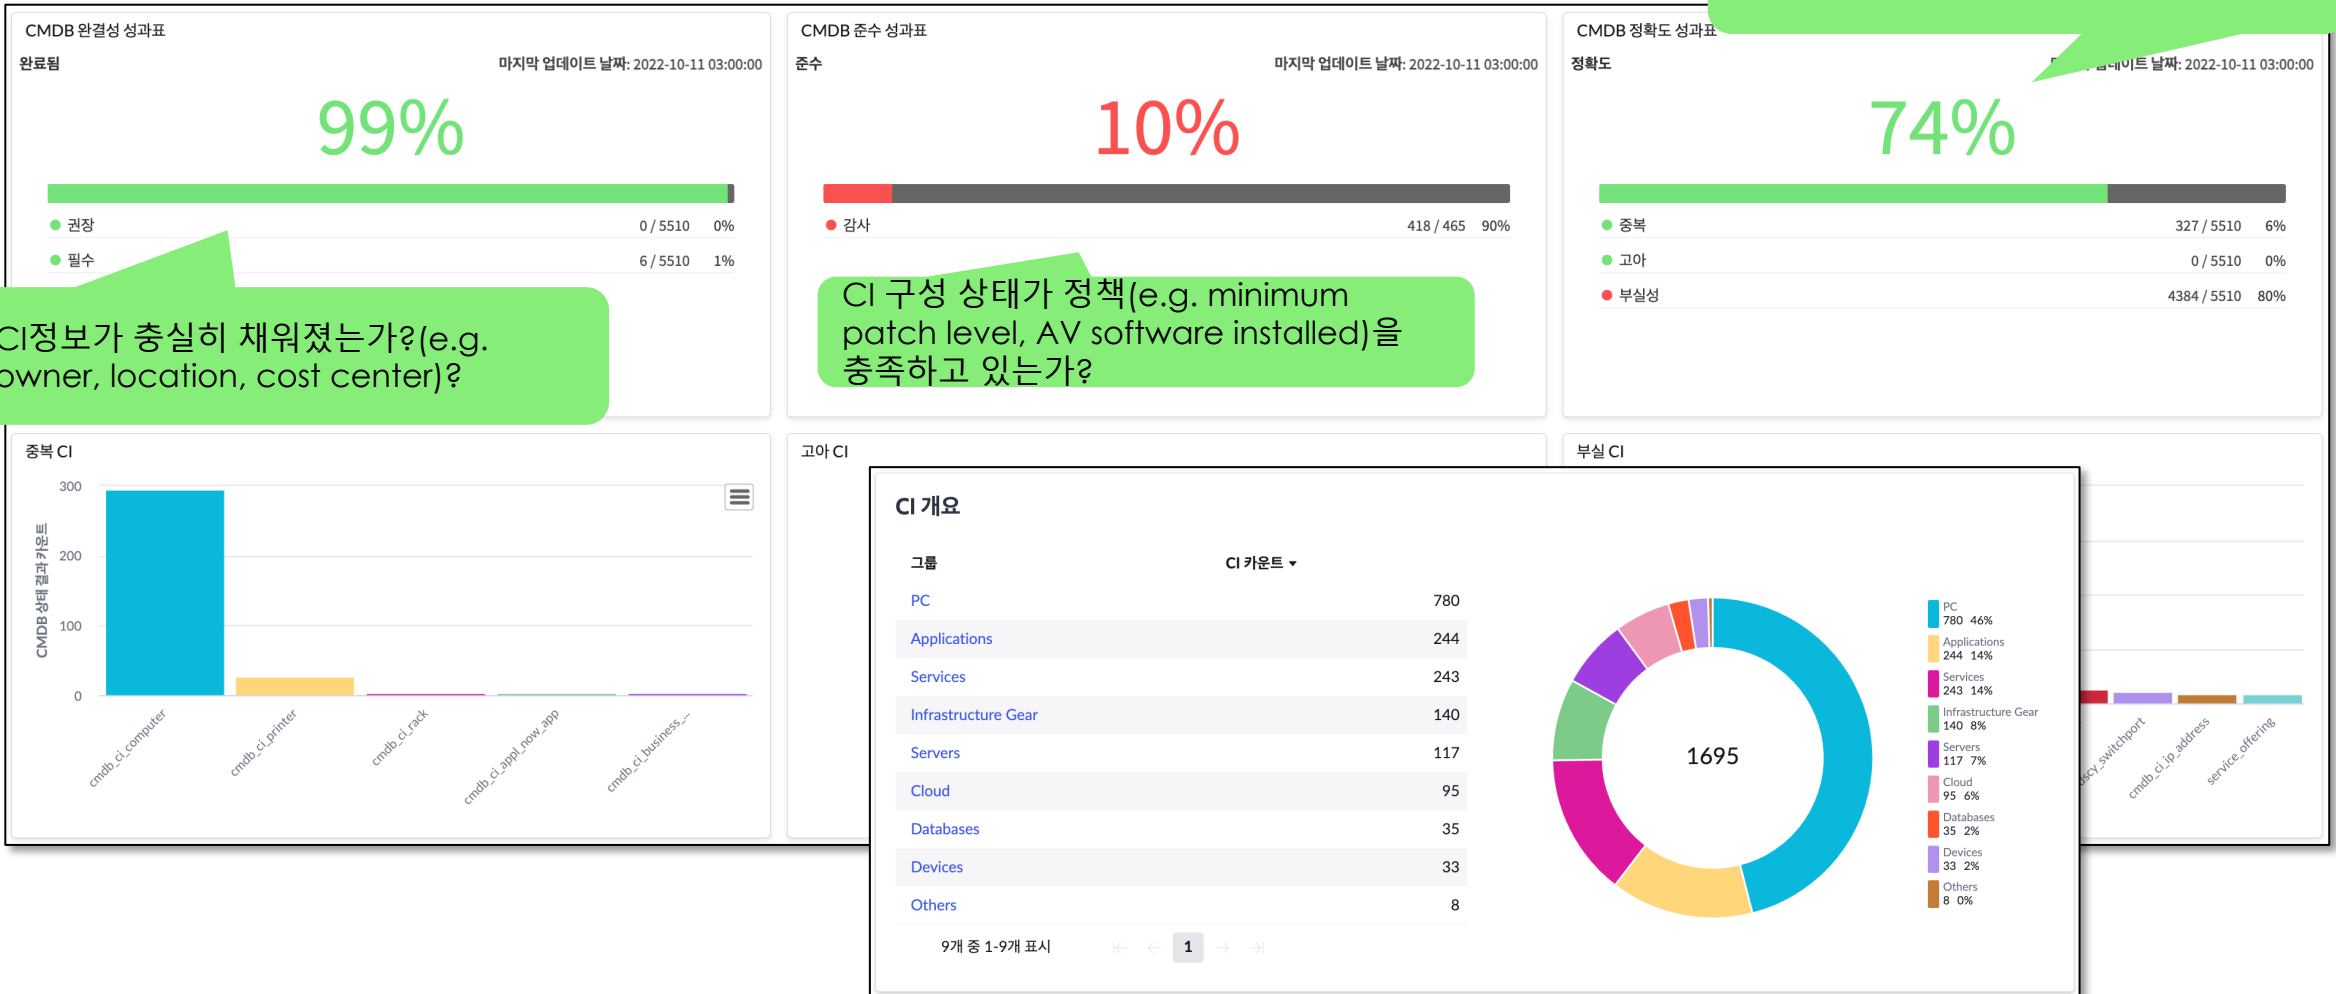 CMDB 완결성 성과표
완료됨
마지막 업데이트 날짜: 2022-10-11 03:00:00
99%
권장 0 / 5510 0%
필수 6 / 5510 1%
CI정보가 충실히 채워졌는가?(e.g.
owner, location, cost center)?
CMDB 준수 성과표
준수
마지막 업데이트 날짜: 2022-10-11 03:00:00
10%
감사 418 / 465 90%
CI 구성 상태가 정책(e.g. minimum
patch level, AV software installed)을
충족하고 있는가?
CMDB 정확도 성과표
정확도
업데이트 날짜: 2022-10-11 03:00:00
74%
중복 327 / 5510 6%
고아 0 / 5510 0%
부실성 4384 / 5510 80%
중복 CI
CMDB 상태 결과 카운트
300
200
100
0
cmdb_ci_computer
cmdb_ci_printer
cmdb_ci_rack
cmdb_ci_appl_now_app
cmdb_ci_business_...
고아 CI
부실 CI
dscy_switchport
cmdb_ci_ip_address
service_offering
CI 개요
그룹 CI 카운트
PC 780
Applications 244
Services 243
Infrastructure Gear 140
Servers 117
Cloud 95
Databases 35
Devices 33
Others 8
9개 중 1-9개 표시
1
1695
PC
780 46%
Applications
244 14%
Services
243 14%
Infrastructure Gear
140 8%
Servers
117 7%
Cloud
95 6%
Databases
35 2%
Devices
33 2%
Others
8 0%